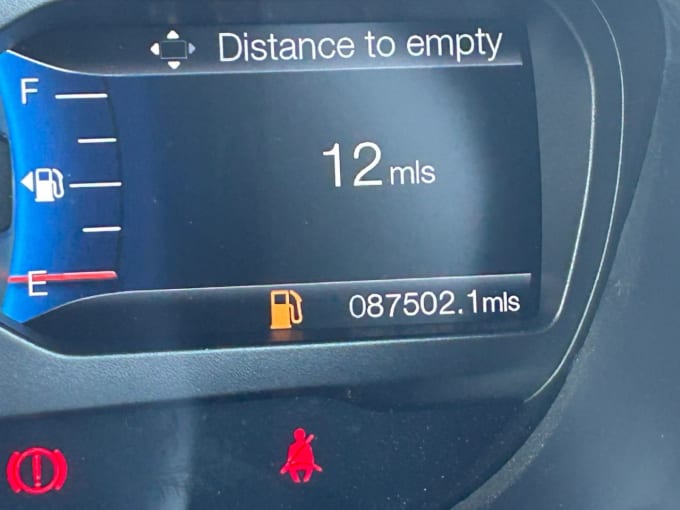 Distance to empty
F
12 mls
E
087502.1mls